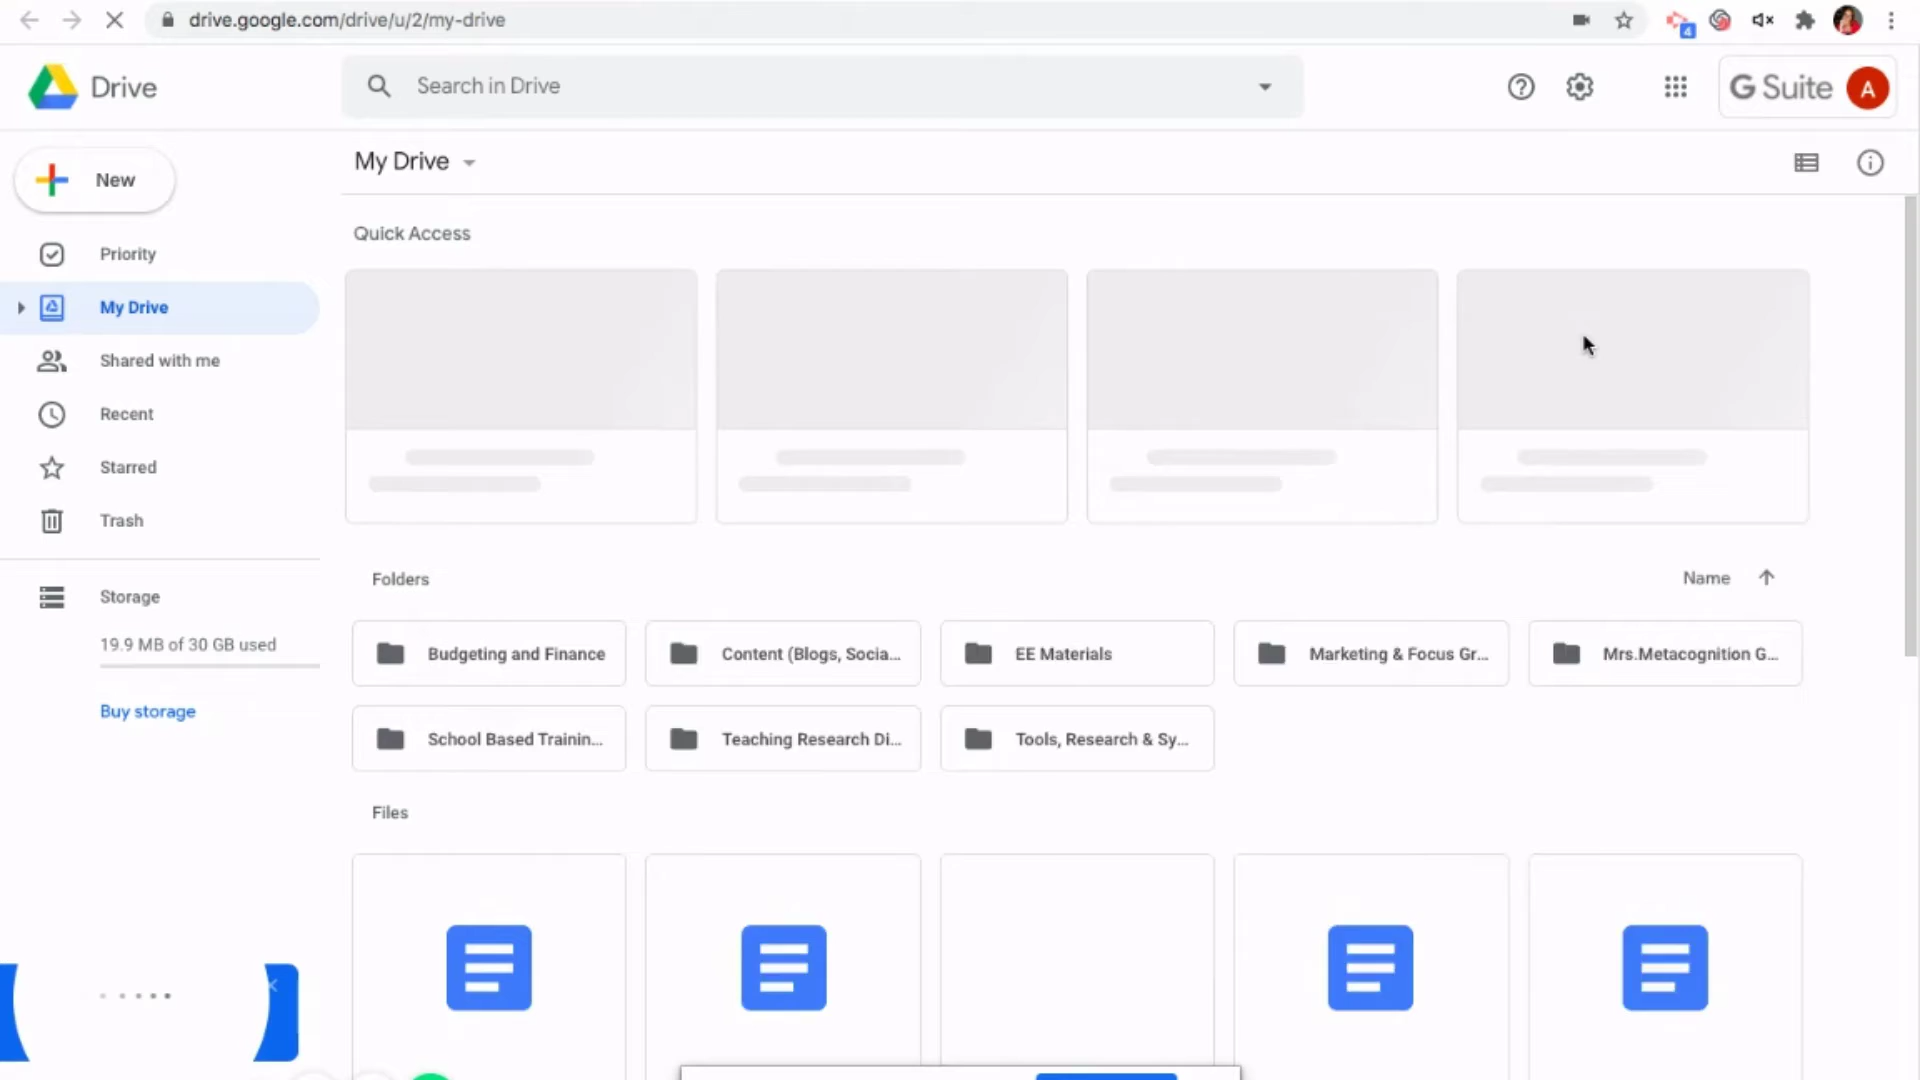 drive.google.com/drive/u/2/my-drive
4
Drive
Search in Drive
G Suite
A
New
My Drive
Quick Access
Priority
My Drive
Shared with me
Recent
Starred
Trash
Storage
19.9 MB of 30 GB used
Buy storage
Folders
Name
Budgeting and Finance
Content (Blogs, Socia...
EE Materials
Marketing & Focus Gr...
Mrs.Metacognition G...
School Based Trainin...
Teaching Research Di...
Tools, Research & Sy...
Files